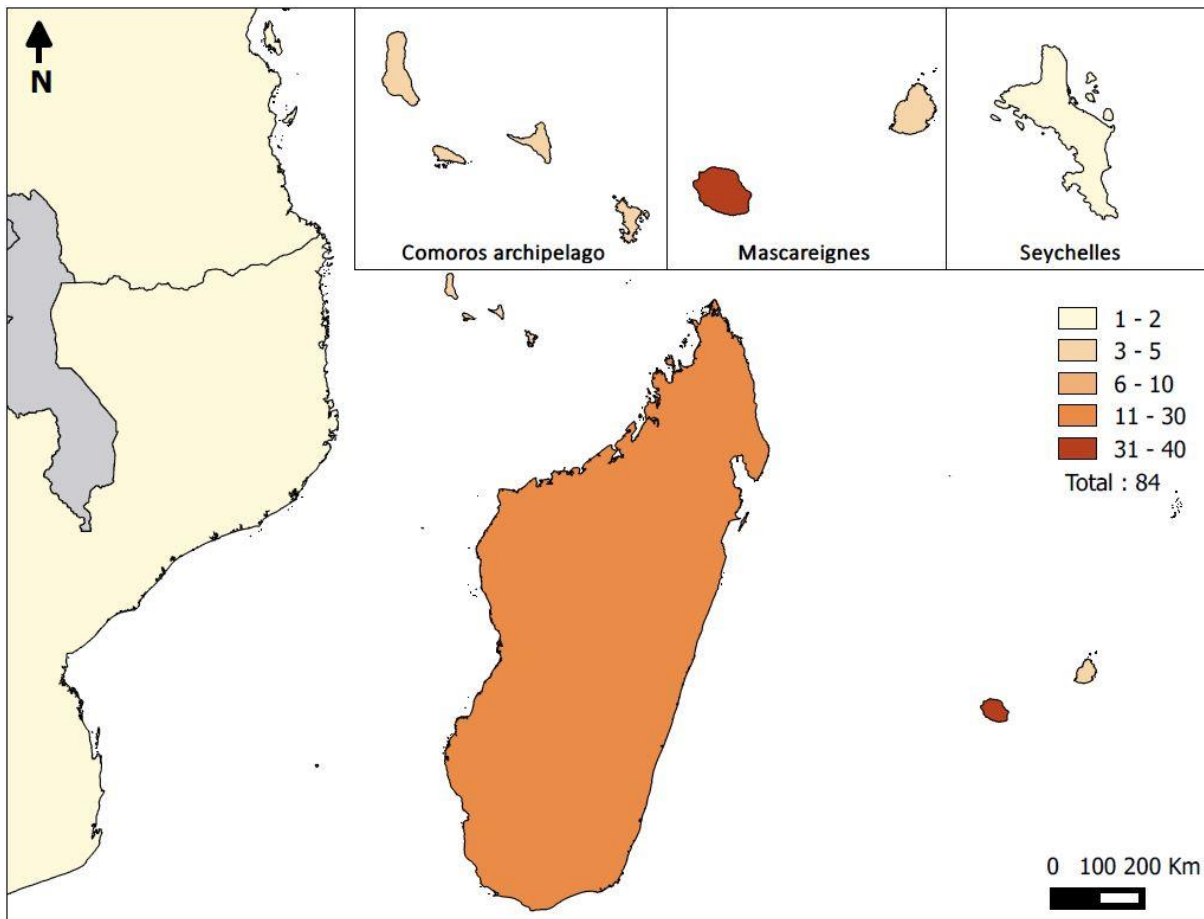 N
Comoros archipelago
Mascareignes
Seychelles
1 - 2
3 - 5
6 - 10
11 - 30
31 - 40
Total : 84
0 100 200 Km